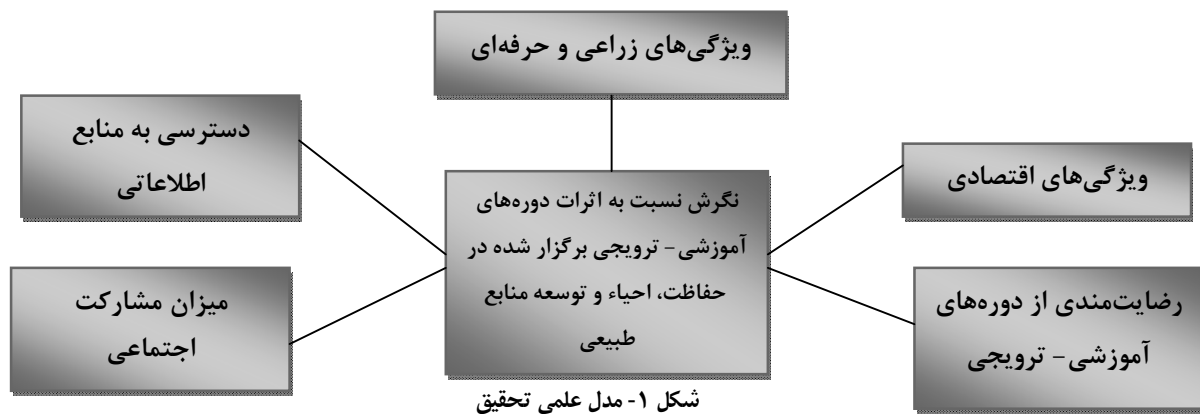 ویژگی‌های زراعی و حرفه‌ای
دسترسی به منابع
اطلاعاتی
ویژگی‌های اقتصادی
نگرش نسبت به اثرات دوره‌های
آموزشی- ترویجی برگزار شده در
حفاظت، احیاء و توسعه منابع
طبیعی
میزان مشارکت
اجتماعی
رضایت‌مندی از دوره‌های
آموزشی- ترویجی
شکل ۱- مدل علمی تحقیق